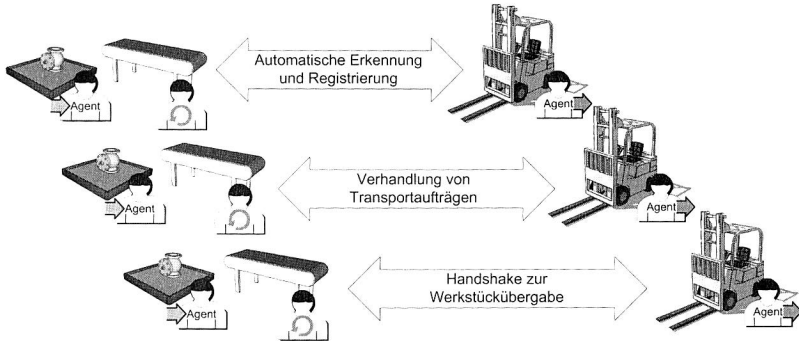 Automatische Erkennung
und Registrierung
Agent
Agent
Verhandlung von
Transportaufträgen
Agent
Agent
Handshake zur
Werkstückübergabe
Agent
Agent